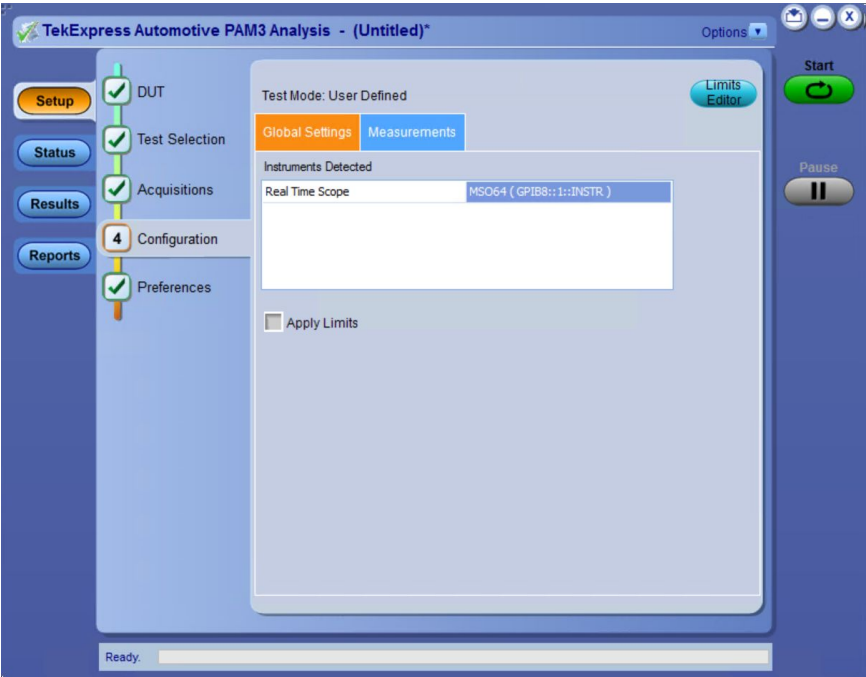 TekExpress Automotive PAM3 Analysis - (Untitled)*
Options
Start
Pause
Setup
Status
Results
Reports
DUT
Test Selection
Acquisitions
4 Configuration
Preferences
Test Mode: User Defined
Limits
Editor
Global Settings Measurements
Instruments Detected
Real Time Scope MSO64 ( GPIB8::1::INSTR )
Apply Limits
Ready.